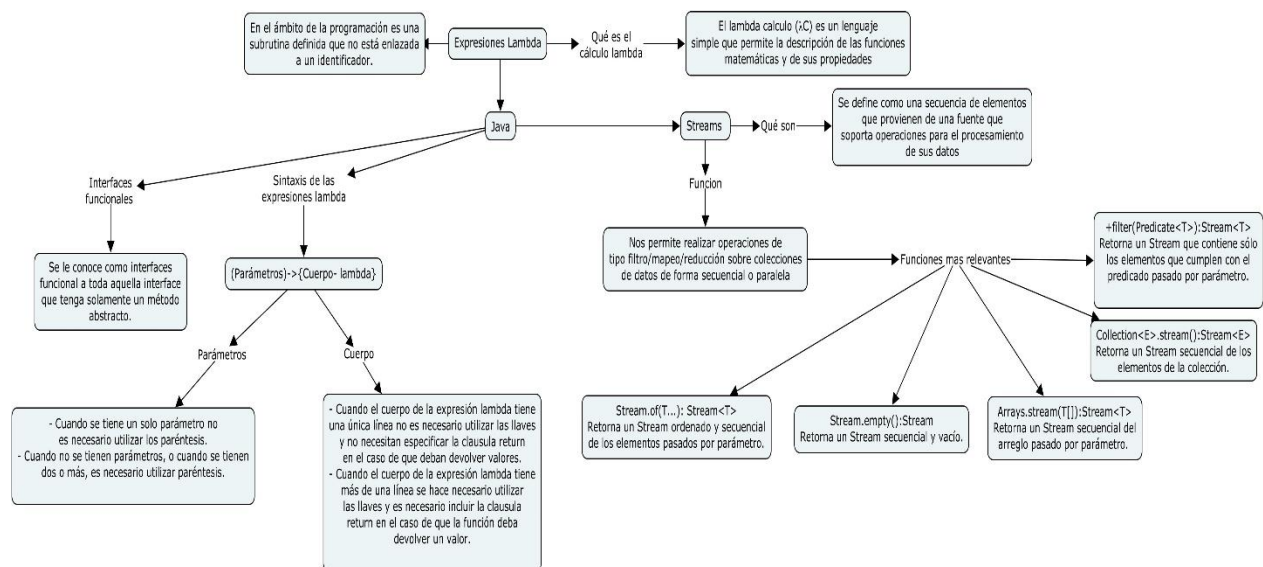 En el ámbito de la programación es una
subrutina definida que no está enlazada
a un identificador.
Expresiones Lambda
Qué es el
cálculo lambda
El lambda calculo (λC) es un lenguaje
simple que permite la descripción de las funciones
matemáticas y de sus propiedades
Java
Streams
Qué son
Se define como una secuencia de elementos
que provienen de una fuente que
soporta operaciones para el procesamiento
de sus datos
Interfaces
funcionales
Sintaxis de las
expresiones lambda
Funcion
Se le conoce como interfaces
funcional a toda aquella interface
que tenga solamente un método
abstracto.
(Parámetros)->{Cuerpo- lambda}
Nos permite realizar operaciones de
tipo filtro/mapeo/reducción sobre colecciones
de datos de forma secuencial o paralela
Funciones mas relevantes
+filter(Predicate<T>):Stream<T>
Retorna un Stream que contiene sólo
los elementos que cumplen con el
predicado pasado por parámetro.
Collection<E>.stream():Stream<E>
Retorna un Stream secuencial de los
elementos de la colección.
Parámetros
Cuerpo
- Cuando se tiene un solo parámetro no
es necesario utilizar los paréntesis.
- Cuando no se tienen parámetros, o cuando se tienen
dos o más, es necesario utilizar paréntesis.
- Cuando el cuerpo de la expresión lambda tiene
una única línea no es necesario utilizar las llaves
y no necesitan especificar la clausula return
en el caso de que deban devolver valores.
- Cuando el cuerpo de la expresión lambda tiene
más de una línea se hace necesario utilizar
las llaves y es necesario incluir la clausula
return en el caso de que la función deba
devolver un valor.
Stream.of(T...): Stream<T>
Retorna un Stream ordenado y secuencial
de los elementos pasados por parámetro.
Stream.empty():Stream
Retorna un Stream secuencial y vacío.
Arrays.stream(T[]):Stream<T>
Retorna un Stream secuencial del
arreglo pasado por parámetro.